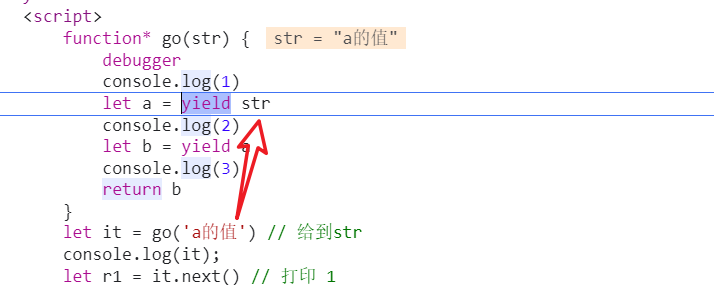 <script>
function* go(str) { str = "a的值"
debugger
console.log(1)
let a = yield str
console.log(2)
let b = yield
console.log(3)
return b
}
let it = go('a的值') // 给到str
console.log(it);
let r1 = it.next() // 打印 1